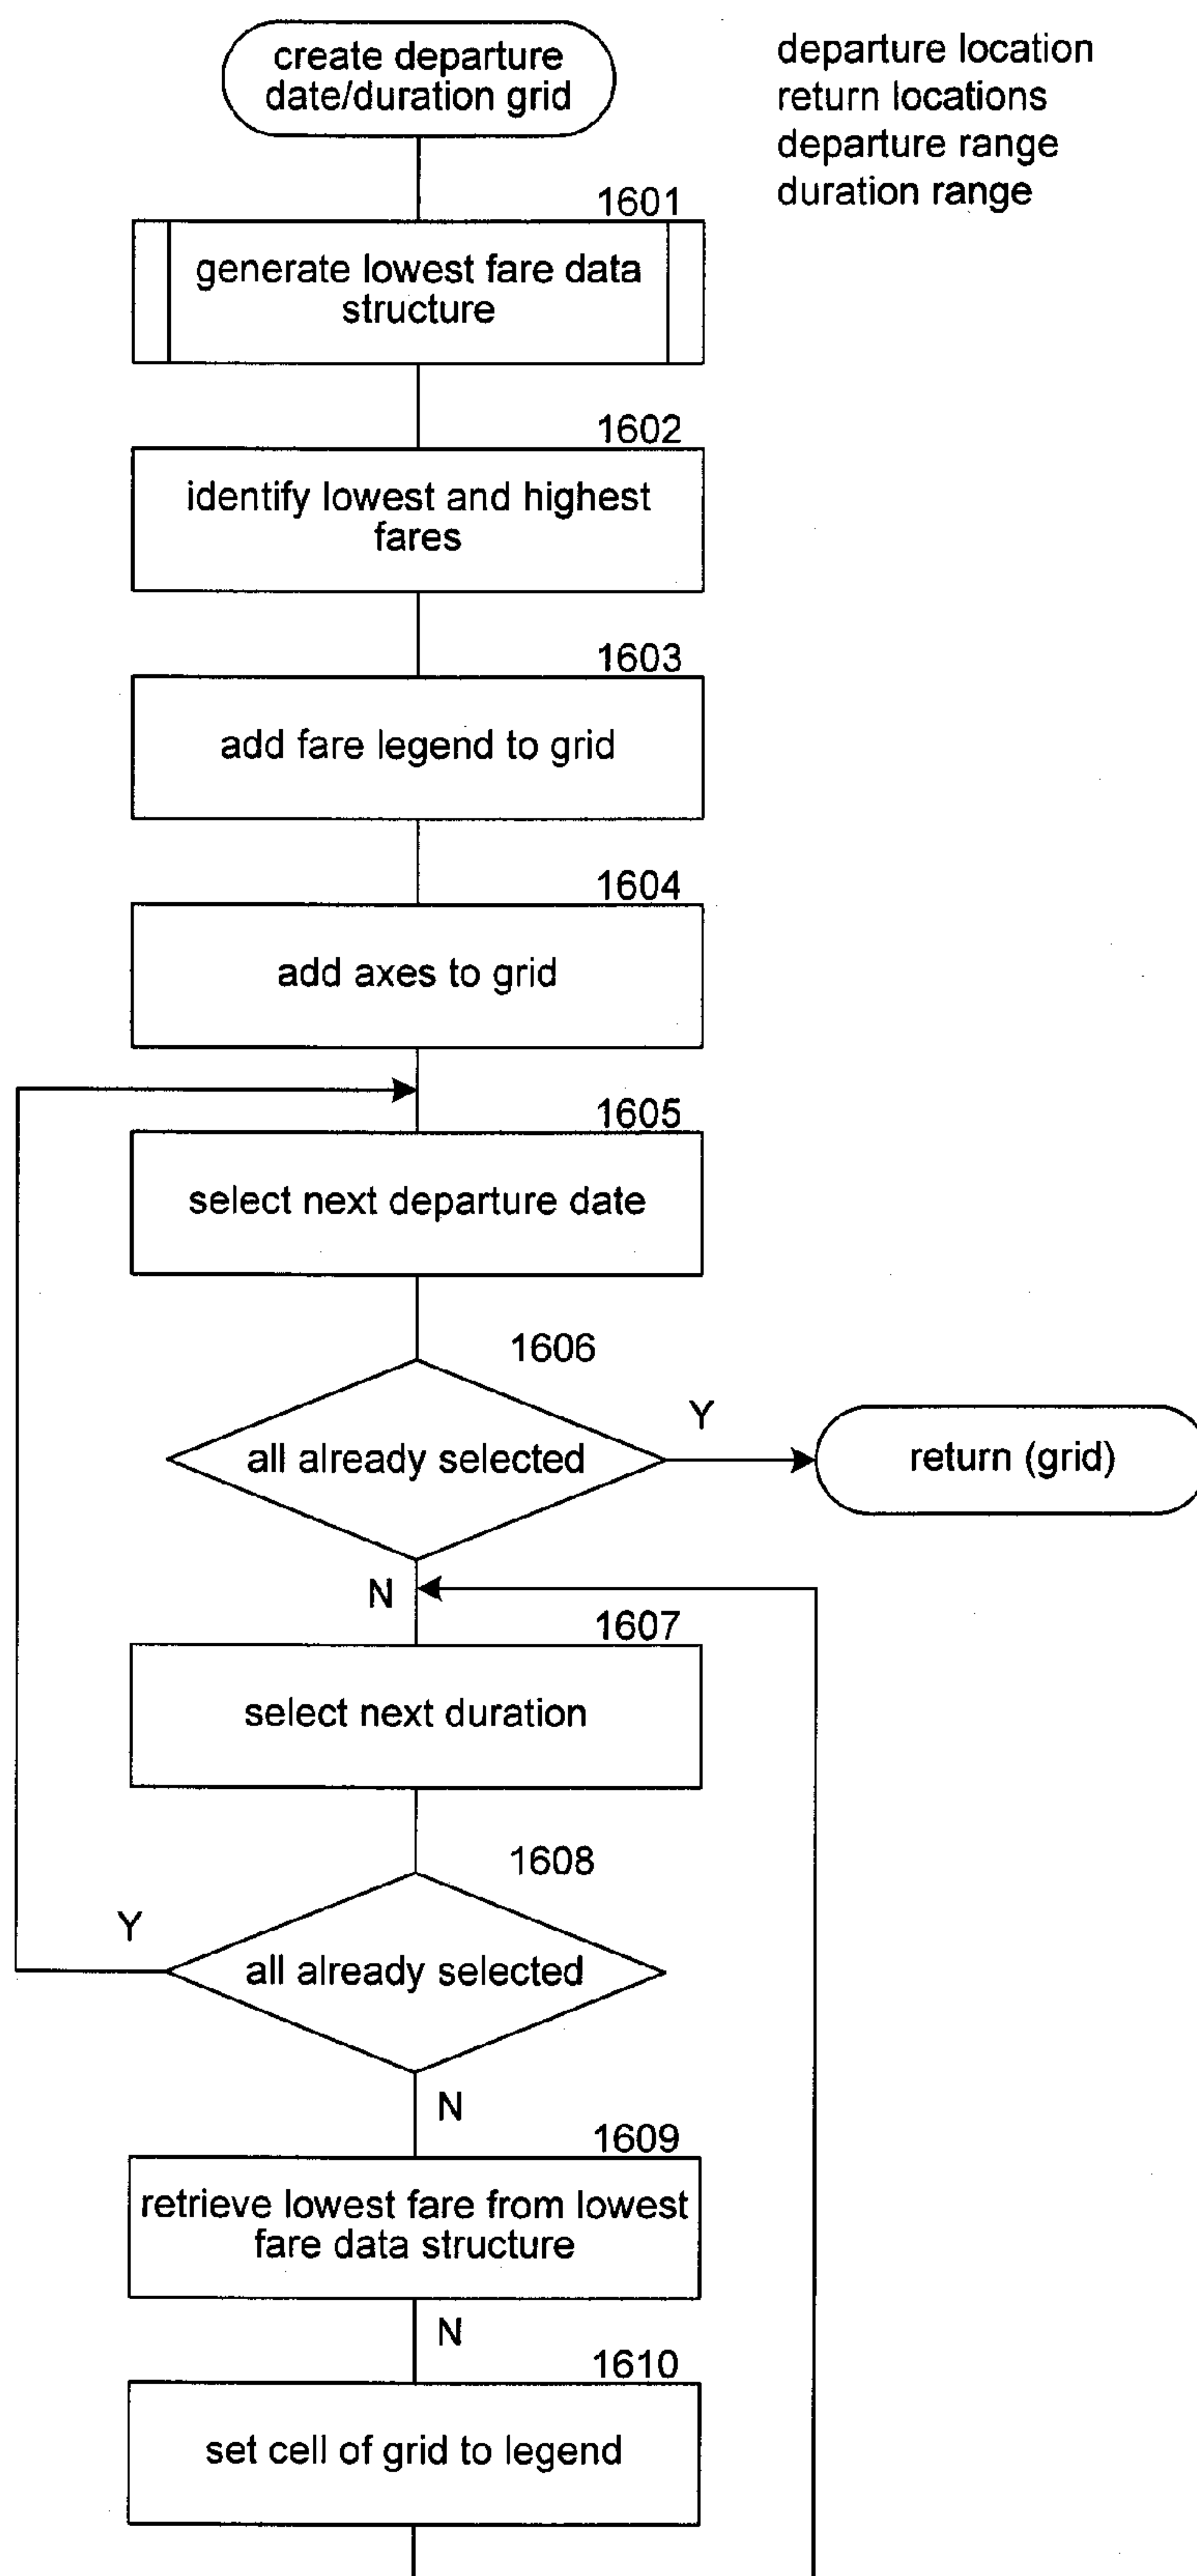 create departure
date/duration grid
departure location
return locations
departure range
duration range
1601
generate lowest fare data
structure
1602
identify lowest and highest
fares
1603
add fare legend to grid
1604
add axes to grid
1605
select next departure date
1606
all already selected
Y
return (grid)
N
1607
select next duration
1608
Y
all already selected
N
1609
retrieve lowest fare from lowest
fare data structure
N
1610
set cell of grid to legend